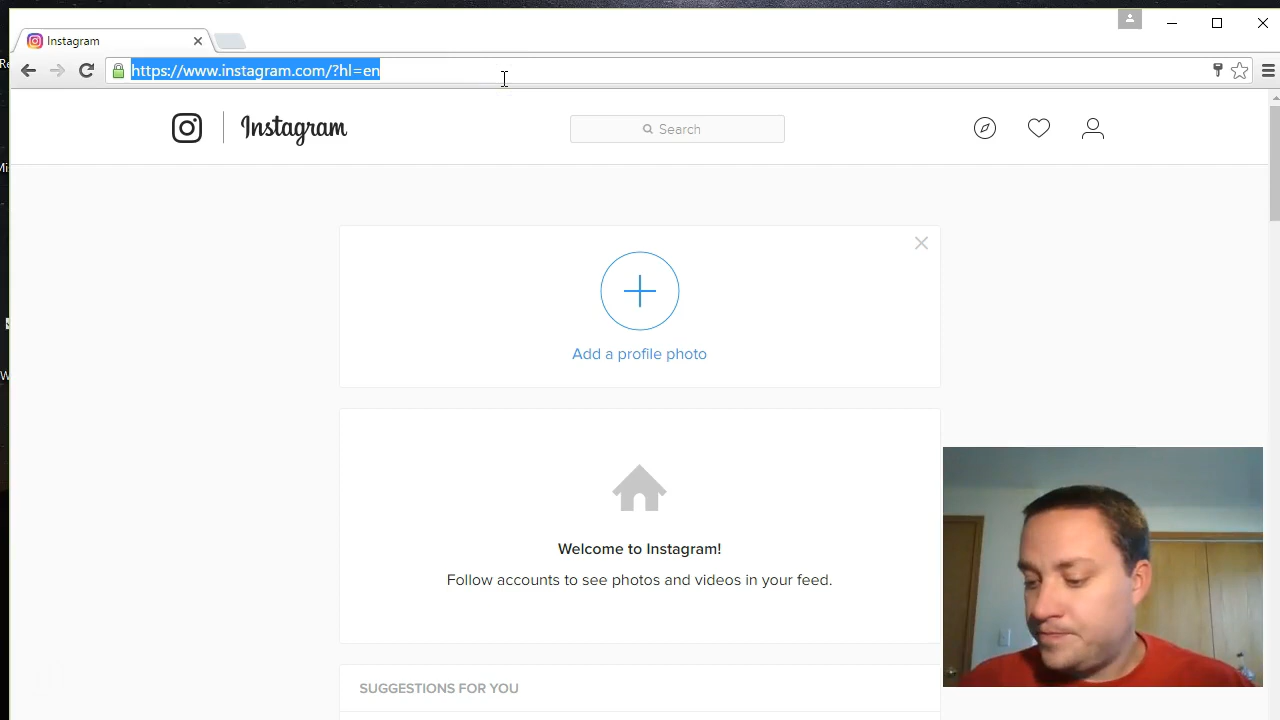 Instagram
https://www.instagram.com/?hl=en
Instagram
Search
Add a profile photo
Welcome to Instagram!
Follow accounts to see photos and videos in your feed.
SUGGESTIONS FOR YOU